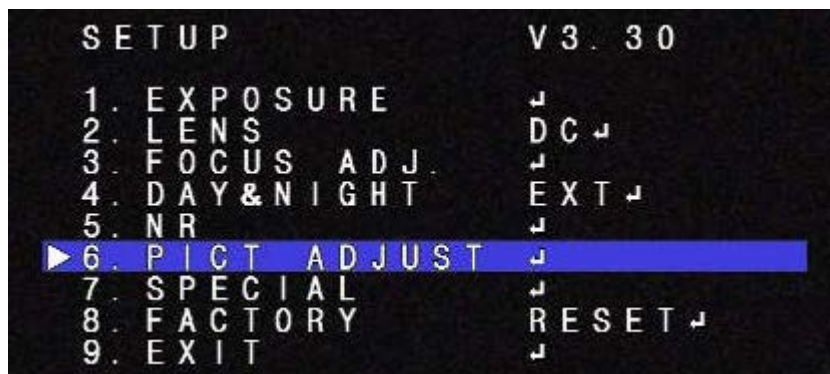 SETUP V3.30
1. EXPOSURE ↵
2. LENS DC↵
3. FOCUS ADJ. ↵
4. DAY&NIGHT EXT↵
5. NR ↵
▶6. PICT ADJUST ↵
7. SPECIAL ↵
8. FACTORY RESET↵
9. EXIT ↵